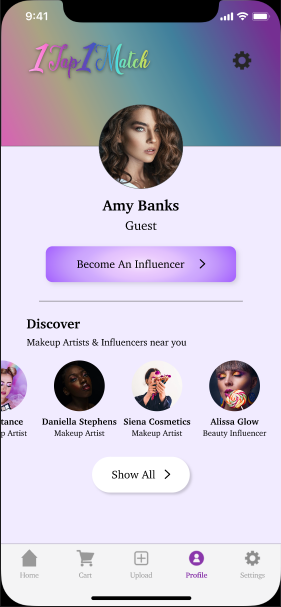 9:41
1Tap1Match
Amy Banks
Guest
Become An Influencer
Discover
Makeup Artists & Influencers near you
tance Daniella Stephens Siena Cosmetics Alissa Glow
p Artist Makeup Artist Makeup Artist Beauty Influencer
Show All
Home Cart Upload Profile Settings